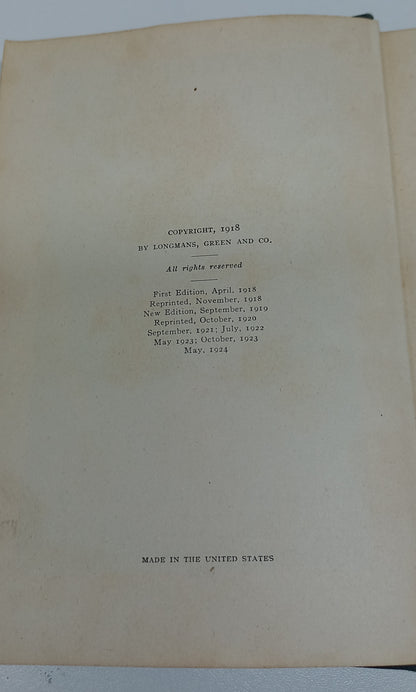 COPYRIGHT, 1918
BY LONGMANS, GREEN AND CO.
All rights reserved
First Edition, April, 1918
Reprinted, November, 1918
New Edition, September, 1919
Reprinted, October, 1920
September, 1921; July, 1922
May 1923; October, 1923
May, 1924
MADE IN THE UNITED STATES